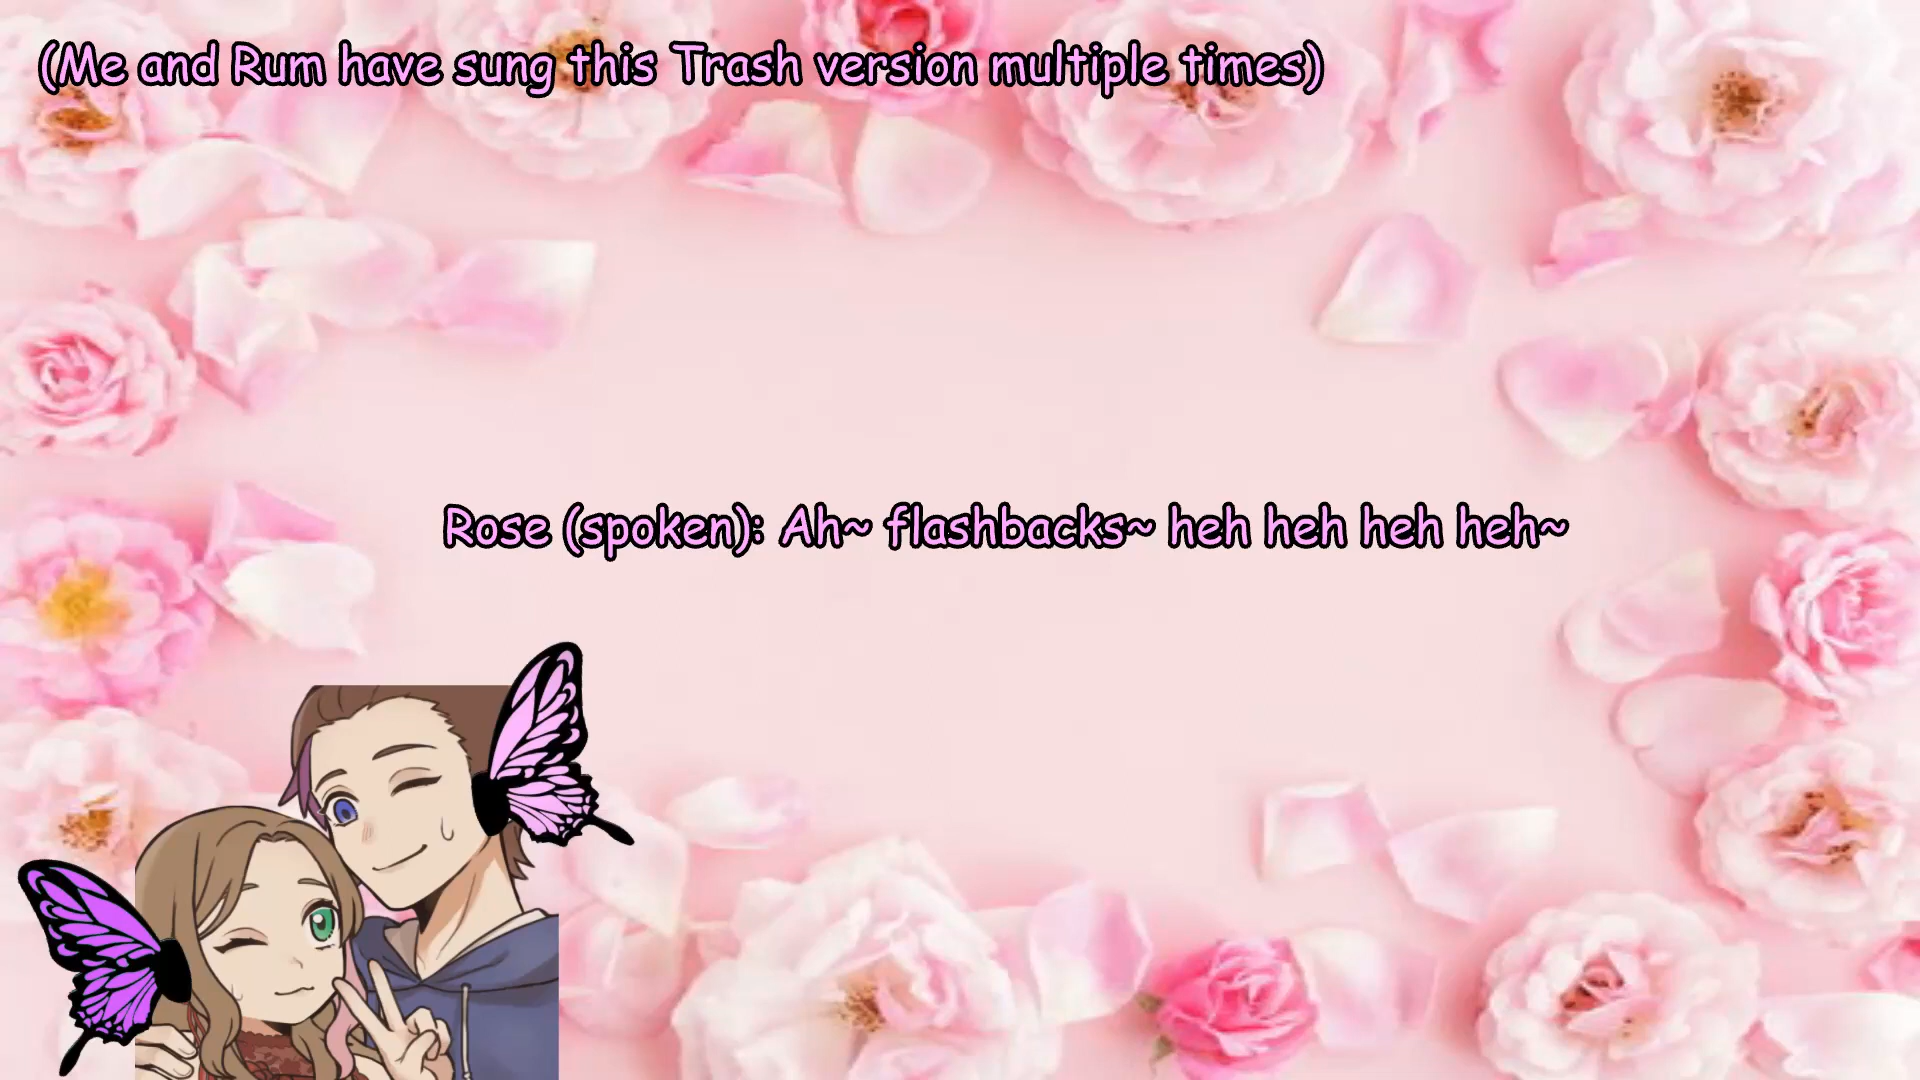 (Me and Rum have sung this Trash version multiple times)
Rose (spoken): Ah~ flashbacks~ heh heh heh heh~